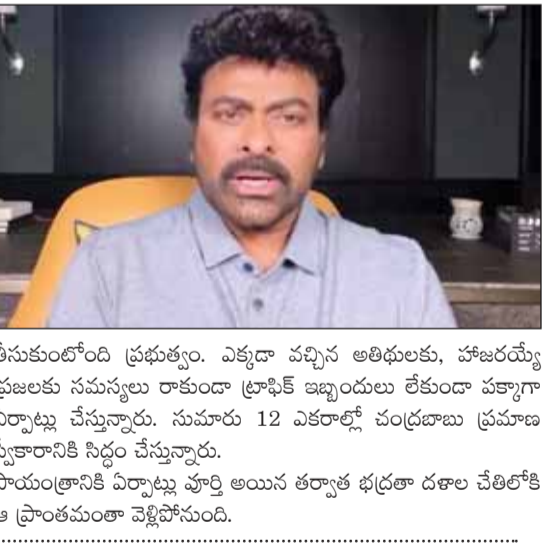 తీసుకుంటోంది ప్రభుత్వం. ఎక్కడా వచ్చిన అతిథులకు, హాజరయ్యే
ప్రజలకు సమస్యలు రాకుండా ట్రాఫిక్ ఇబ్బందులు లేకుండా పక్కాగా
ఏర్పాట్లు చేస్తున్నారు. సుమారు 12 ఎకరాల్లో చంద్రబాబు ప్రమాణ
స్వీకారానికి సిద్ధం చేస్తున్నారు.
సాయంత్రానికి ఏర్పాట్లు పూర్తి అయిన తర్వాత భద్రతా దళాల చేతిలోకి
ఆ ప్రాంతమంతా వెళ్లిపోనుంది.